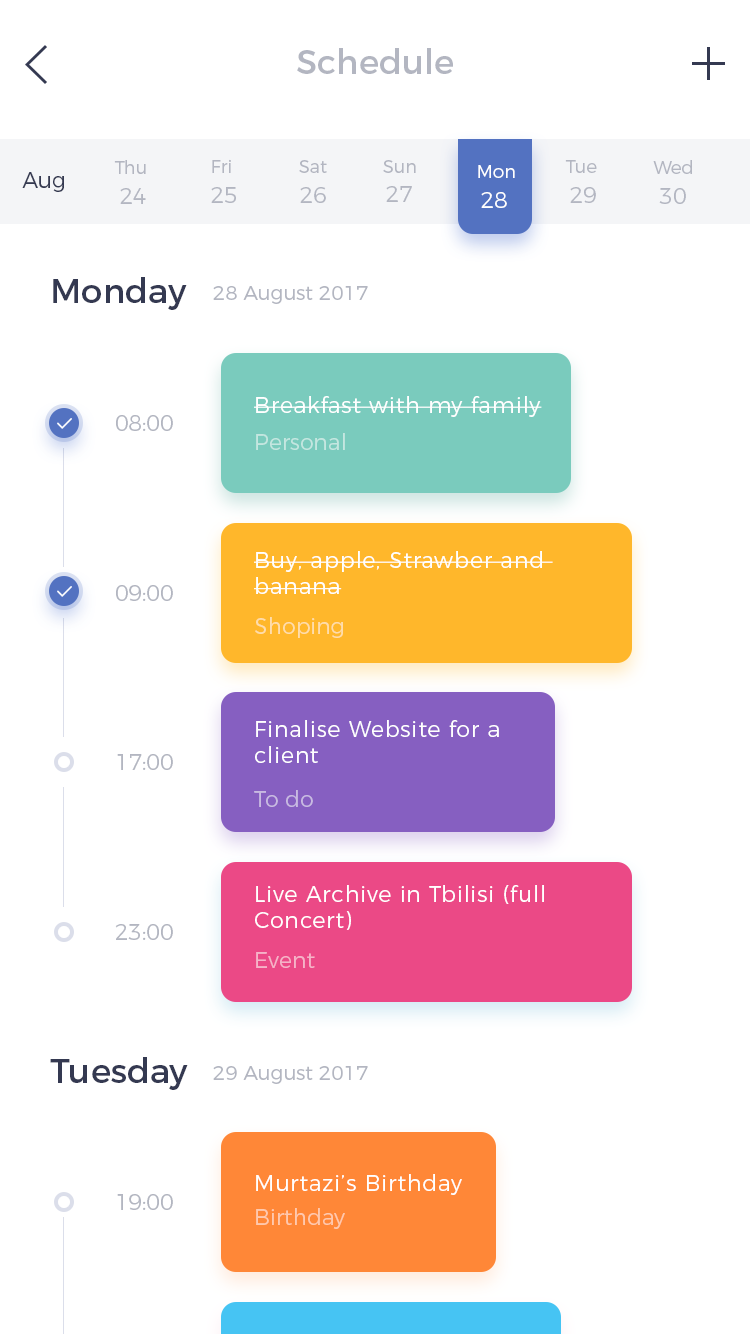 Schedule
Aug
Thu
24
Fri
25
Sat
26
Sun
27
Mon
28
Tue
29
Wed
30
Monday 28 August 2017
08:00
Breakfast with my family
Personal
09:00
Buy, apple, Strawber and
banana
Shoping
17:00
Finalise Website for a
client
To do
23:00
Live Archive in Tbilisi (full
Concert)
Event
Tuesday 29 August 2017
19:00
Murtazi’s Birthday
Birthday